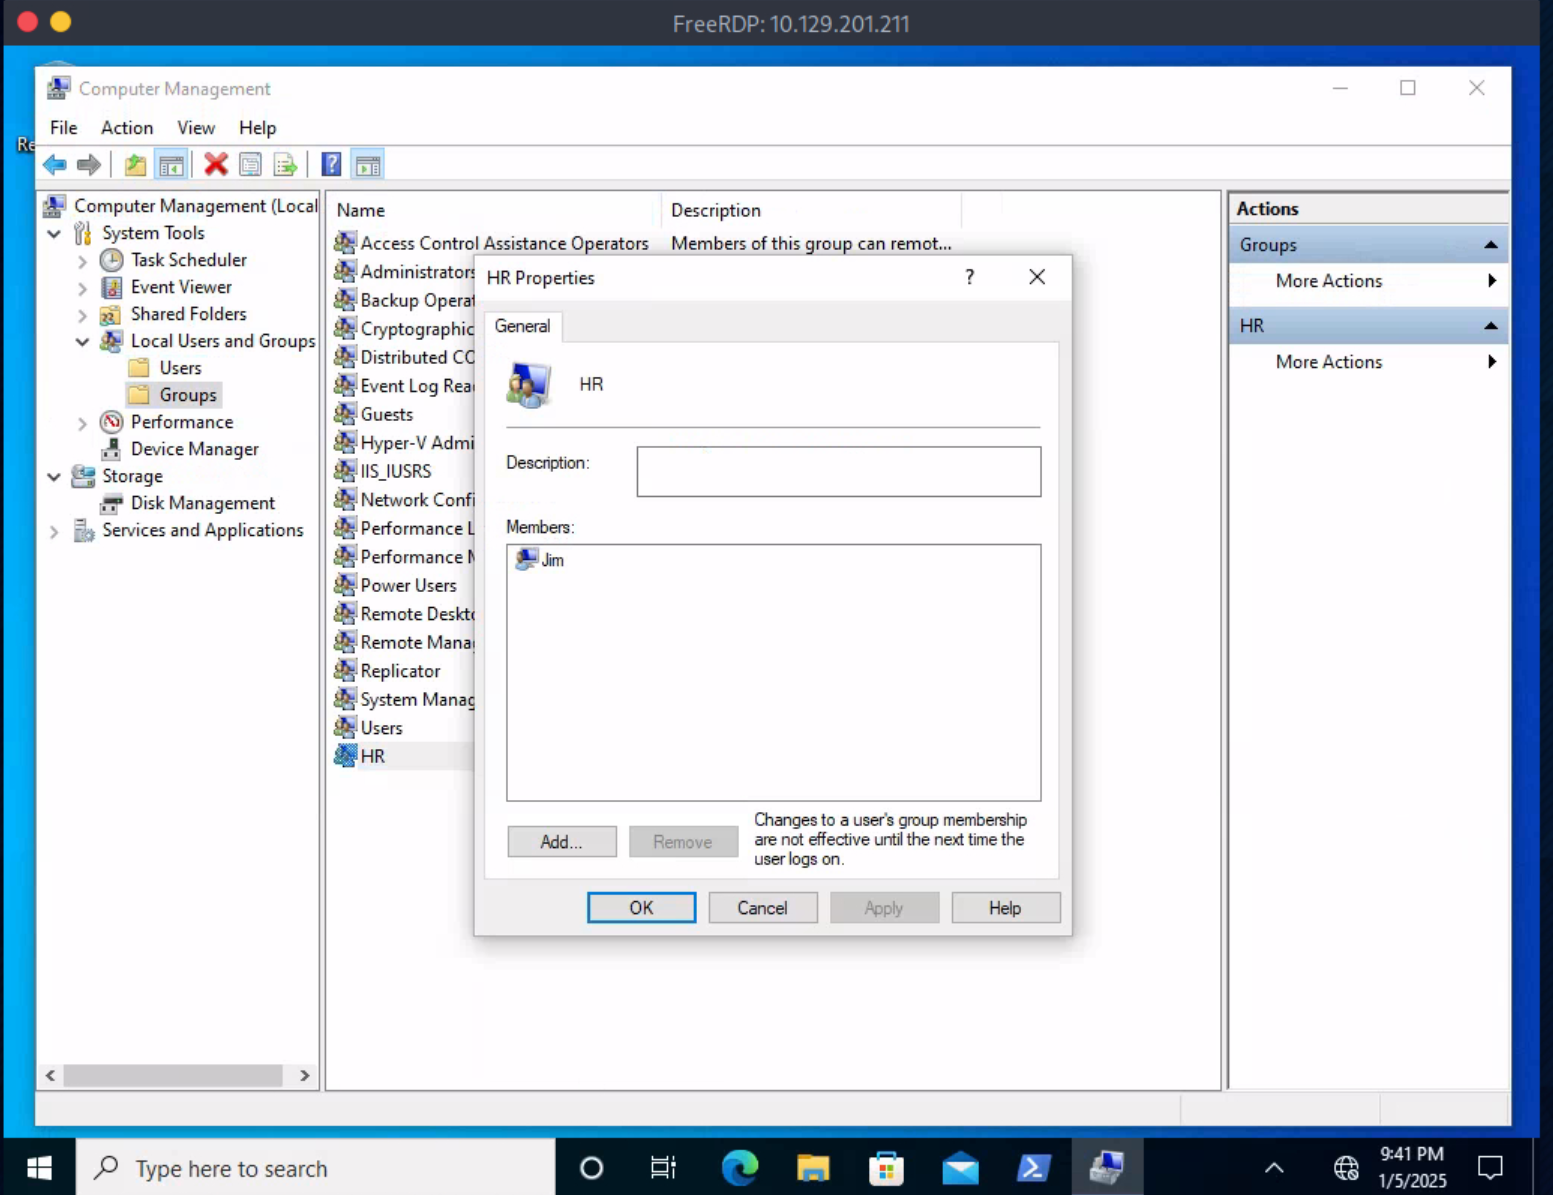 FreeRDP: 10.129.201.211
Re
Computer Management
File Action View Help
Computer Management (Local
System Tools
Task Scheduler
Event Viewer
Shared Folders
Local Users and Groups
Users
Groups
Performance
Device Manager
Storage
Disk Management
Services and Applications
Name Description
Access Control Assistance Operators Members of this group can remot...
Administrators
Backup Operat
Cryptographic
Distributed CO
Event Log Rea
Guests
Hyper-V Admi
IIS_IUSRS
Network Confi
Performance L
Performance M
Power Users
Remote Deskto
Remote Manag
Replicator
System Manag
Users
HR
HR Properties ?
General
HR
Description:
Members:
Jim
Add... Remove
Changes to a user's group membership
are not effective until the next time the
user logs on.
OK Cancel Apply Help
Actions
Groups
More Actions
HR
More Actions
Type here to search
9:41 PM
1/5/2025